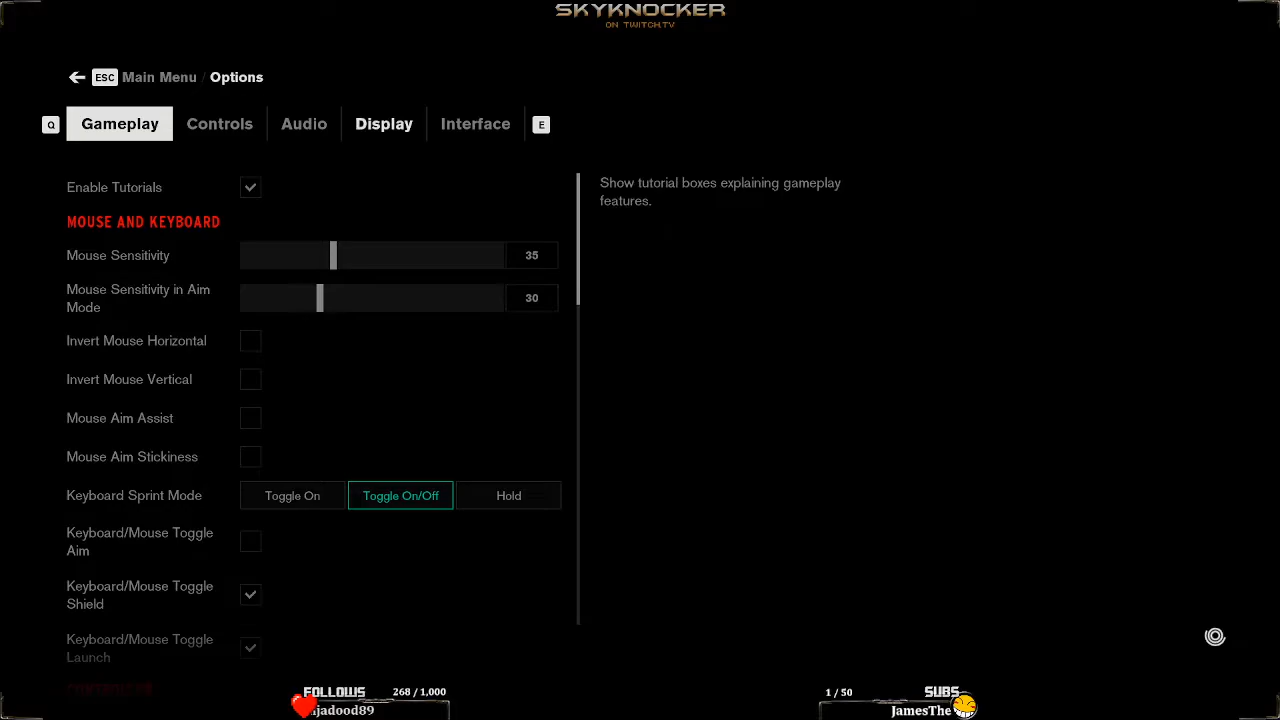 SKYKNOCKER
ON TWITCH.TV
ESC Main Menu / Options
Q Gameplay Controls Audio Display Interface E
Enable Tutorials
Show tutorial boxes explaining gameplay
features.
MOUSE AND KEYBOARD
Mouse Sensitivity 35
Mouse Sensitivity in Aim
Mode 30
Invert Mouse Horizontal
Invert Mouse Vertical
Mouse Aim Assist
Mouse Aim Stickiness
Keyboard Sprint Mode Toggle On Toggle On/Off Hold
Keyboard/Mouse Toggle
Aim
Keyboard/Mouse Toggle
Shield
Keyboard/Mouse Toggle
Launch
FOLLOWS 268 / 1,000
jadood89
1 / 50 SUBS
JamesThe